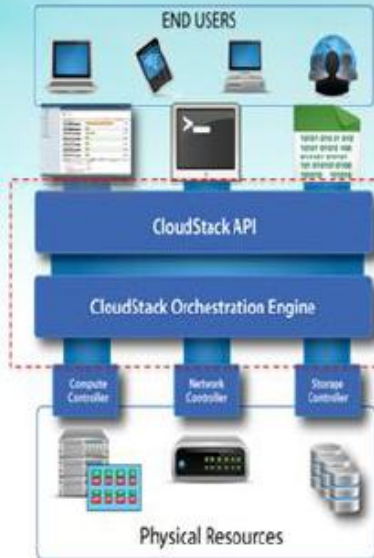 END USERS
CloudStack API
CloudStack Orchestration Engine
Compute
Controller
Network
Controller
Storage
Controller
Physical Resources